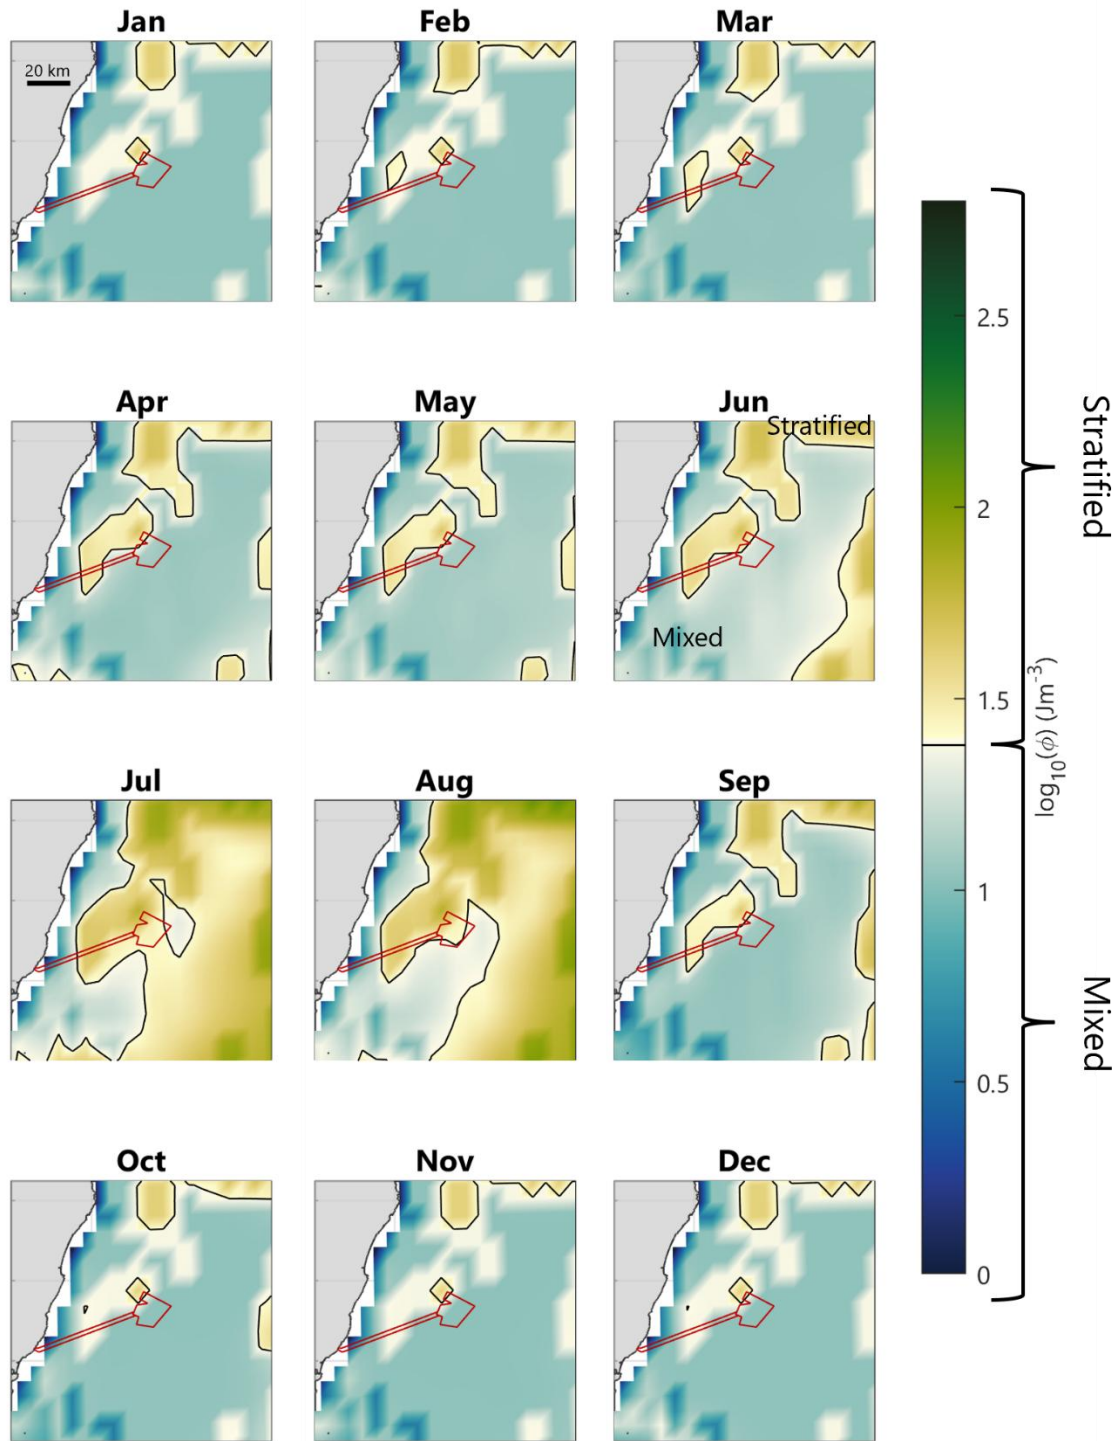 Jan
Feb
Mar
20 km
Apr
May
Jun
Stratified
Mixed
Jul
Aug
Sep
Oct
Nov
Dec
2.5
2
1.5
1
0.5
0
log₁₀(ϕ) (Jm⁻³)
Stratified
Mixed